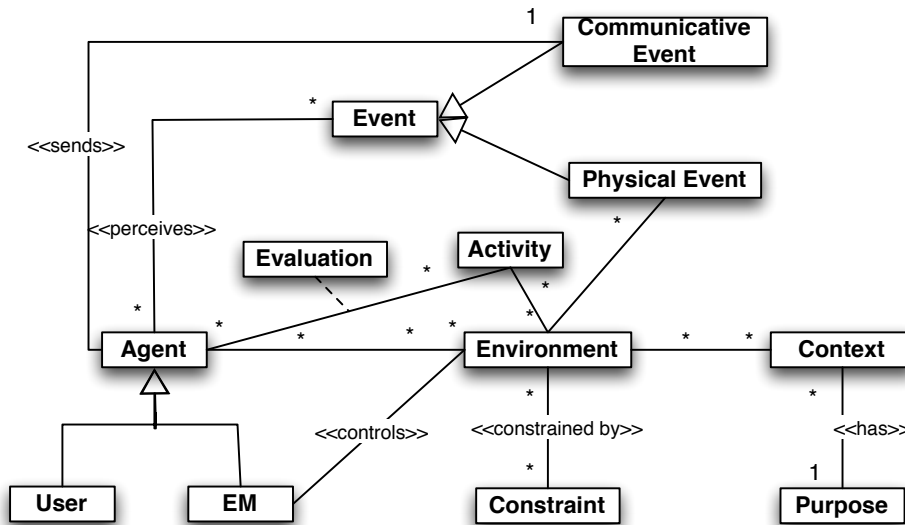 1
Communicative
Event
*
Event
<<sends>>
Physical Event
*
<<perceives>>
Activity
Evaluation
*
*
*
*
*
*
*
*
Agent
*
Environment
*
*
Context
*
*
<<controls>>
<<constrained by>>
<<has>>
*
1
User
EM
Constraint
Purpose